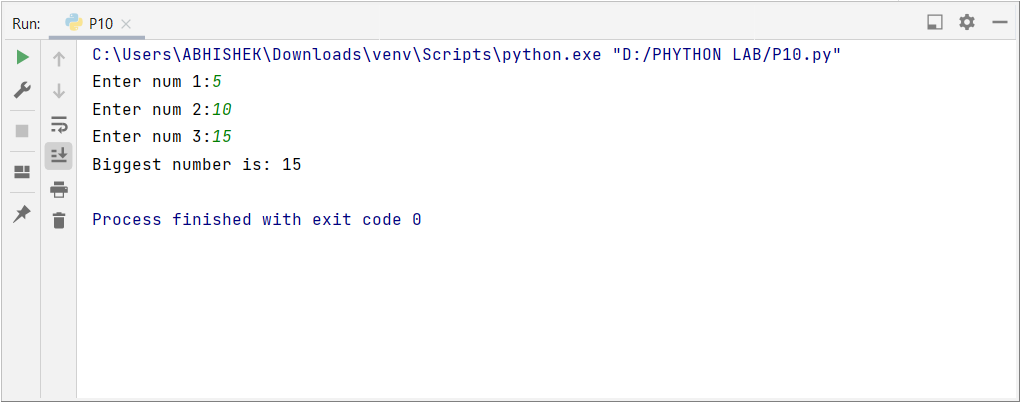 Run: P10
C:\Users\ABHISHEK\Downloads\venv\Scripts\python.exe "D:/PHYTHON LAB/P10.py"
Enter num 1:5
Enter num 2:10
Enter num 3:15
Biggest number is: 15
Process finished with exit code 0